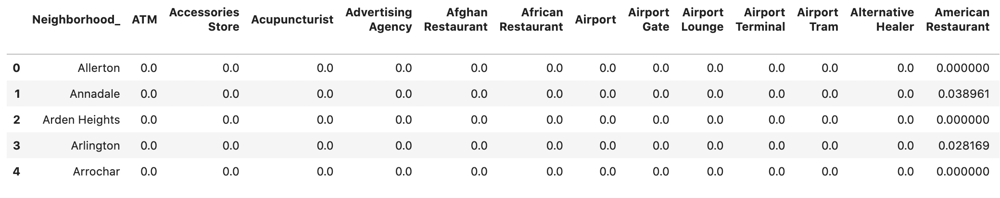 Neighborhood_ ATM Accessories Store Acupuncturist Advertising Agency Afghan Restaurant African Restaurant Airport Airport Gate Airport Lounge Airport Terminal Airport Tram Alternative Healer American Restaurant
0 Allerton 0.0 0.0 0.0 0.0 0.0 0.0 0.0 0.0 0.0 0.0 0.0 0.0 0.000000
1 Annadale 0.0 0.0 0.0 0.0 0.0 0.0 0.0 0.0 0.0 0.0 0.0 0.0 0.038961
2 Arden Heights 0.0 0.0 0.0 0.0 0.0 0.0 0.0 0.0 0.0 0.0 0.0 0.0 0.000000
3 Arlington 0.0 0.0 0.0 0.0 0.0 0.0 0.0 0.0 0.0 0.0 0.0 0.0 0.028169
4 Arrochar 0.0 0.0 0.0 0.0 0.0 0.0 0.0 0.0 0.0 0.0 0.0 0.0 0.000000